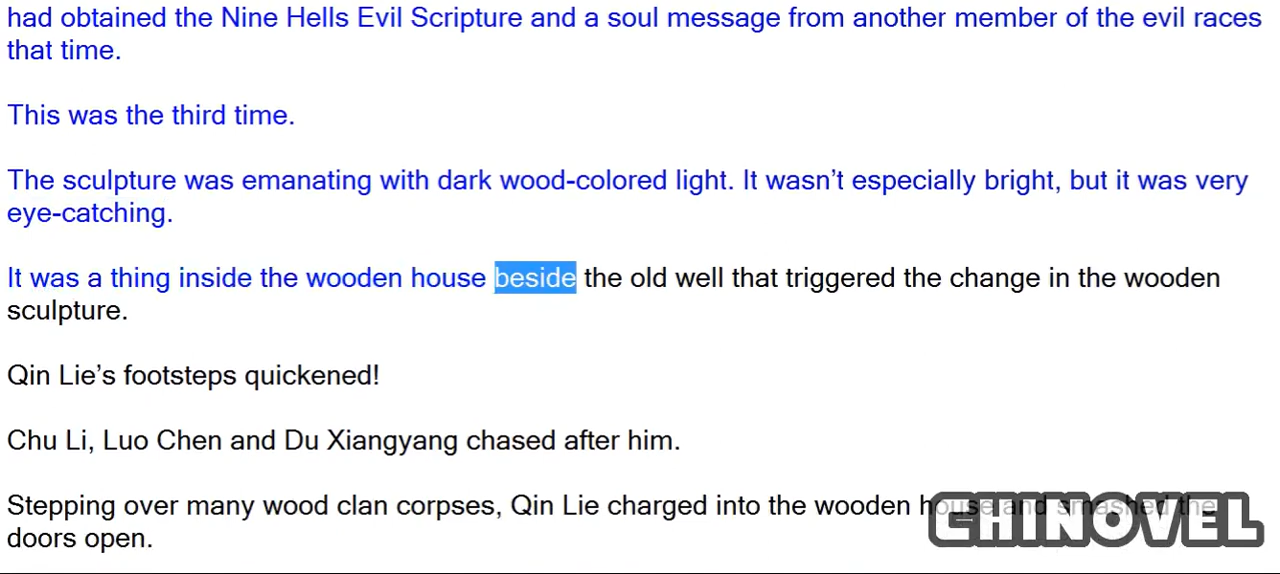 had obtained the Nine Hells Evil Scripture and a soul message from another member of the evil races
that time.
This was the third time.
The sculpture was emanating with dark wood-colored light. It wasn’t especially bright, but it was very
eye-catching.
It was a thing inside the wooden house beside the old well that triggered the change in the wooden
sculpture.
Qin Lie’s footsteps quickened!
Chu Li, Luo Chen and Du Xiangyang chased after him.
Stepping over many wood clan corpses, Qin Lie charged into the wooden house and smashed the
doors open.
CHINOVEL